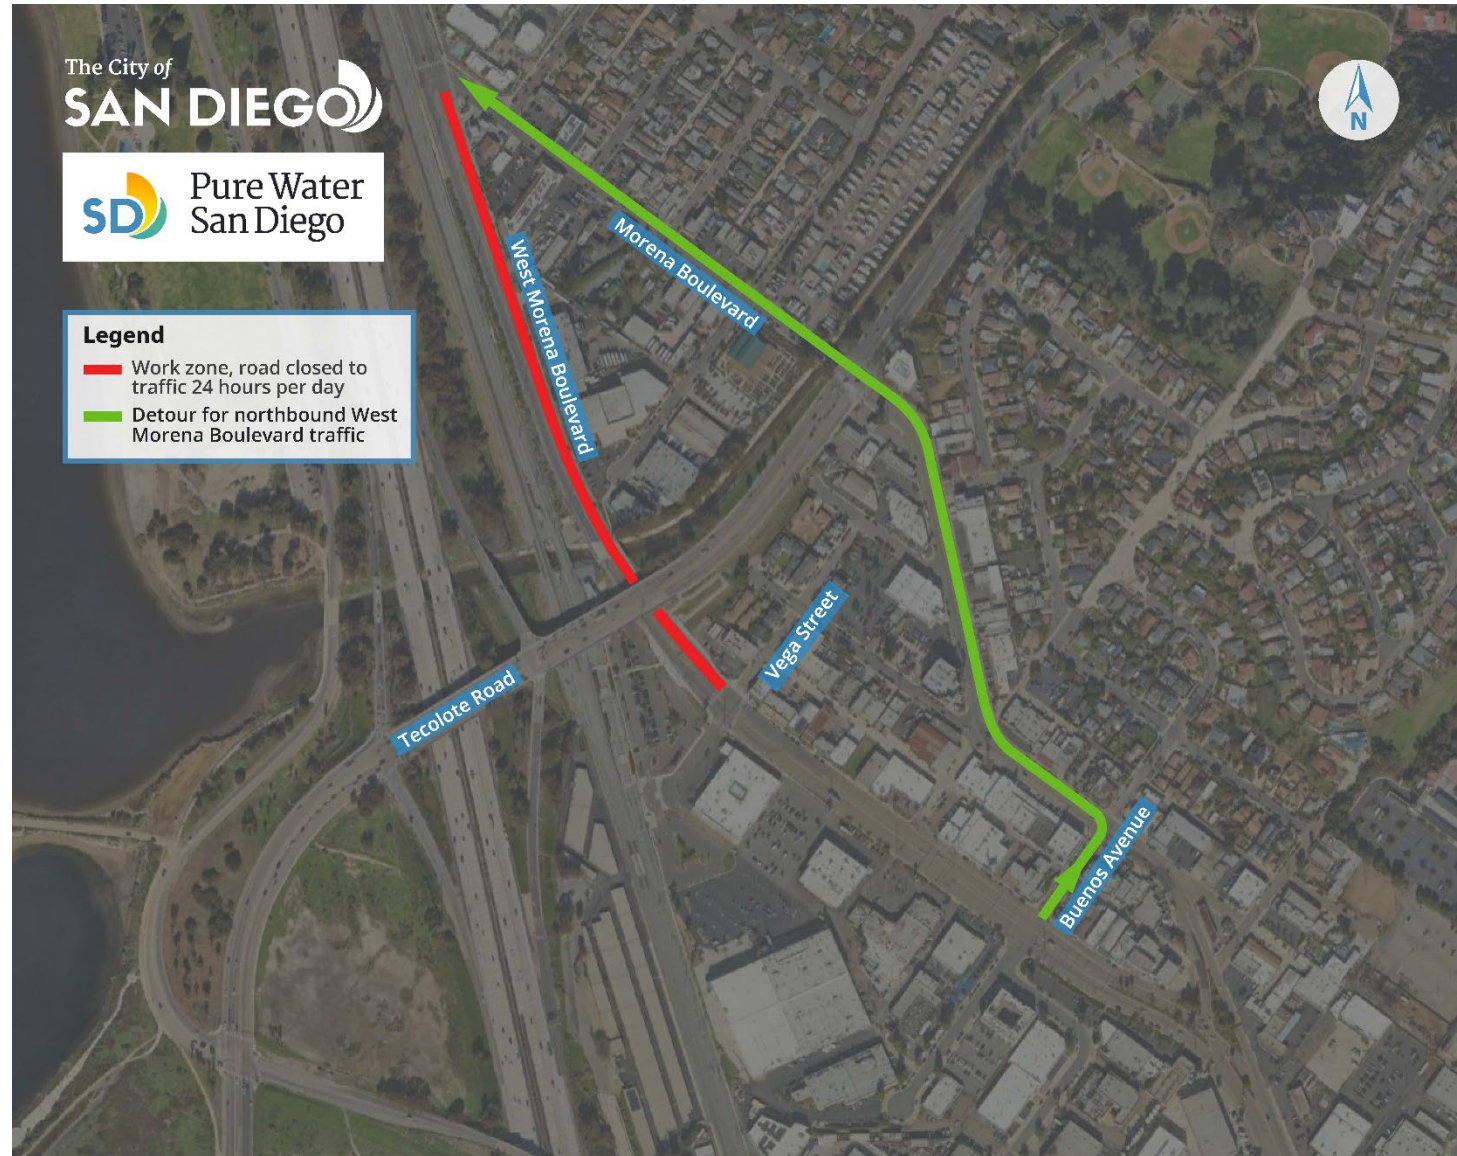 The City of
SAN DIEGO
SD
Pure Water
San Diego
N
Legend
Work zone, road closed to
traffic 24 hours per day
Detour for northbound West
Morena Boulevard traffic
Morena Boulevard
West Morena Boulevard
Vega Street
Tecolote Road
Buenos Avenue